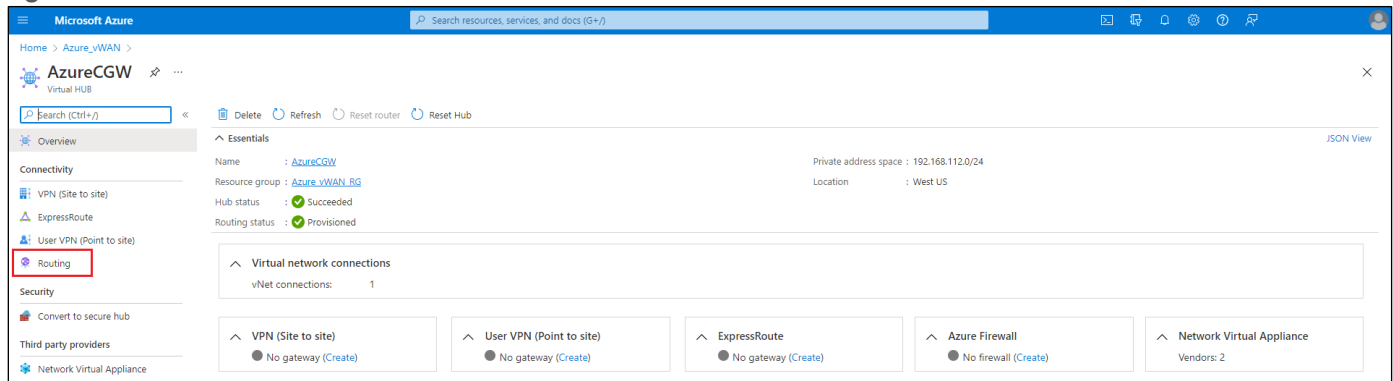 Microsoft Azure
Search resources, services, and docs (G+/)
Home > Azure_vWAN >
AzureCGW
Virtual HUB
Search (Ctrl+/)
Delete Refresh Reset router Reset Hub
Overview
Essentials
JSON View
Connectivity
Name : AzureCGW
Private address space : 192.168.112.0/24
Resource group : Azure_vWAN_RG
Location : West US
VPN (Site to site)
Hub status : Succeeded
ExpressRoute
Routing status : Provisioned
User VPN (Point to site)
Routing
Virtual network connections
vNet connections: 1
Security
Convert to secure hub
Third party providers
Network Virtual Appliance
VPN (Site to site)
No gateway (Create)
User VPN (Point to site)
No gateway (Create)
ExpressRoute
No gateway (Create)
Azure Firewall
No firewall (Create)
Network Virtual Appliance
Vendors: 2